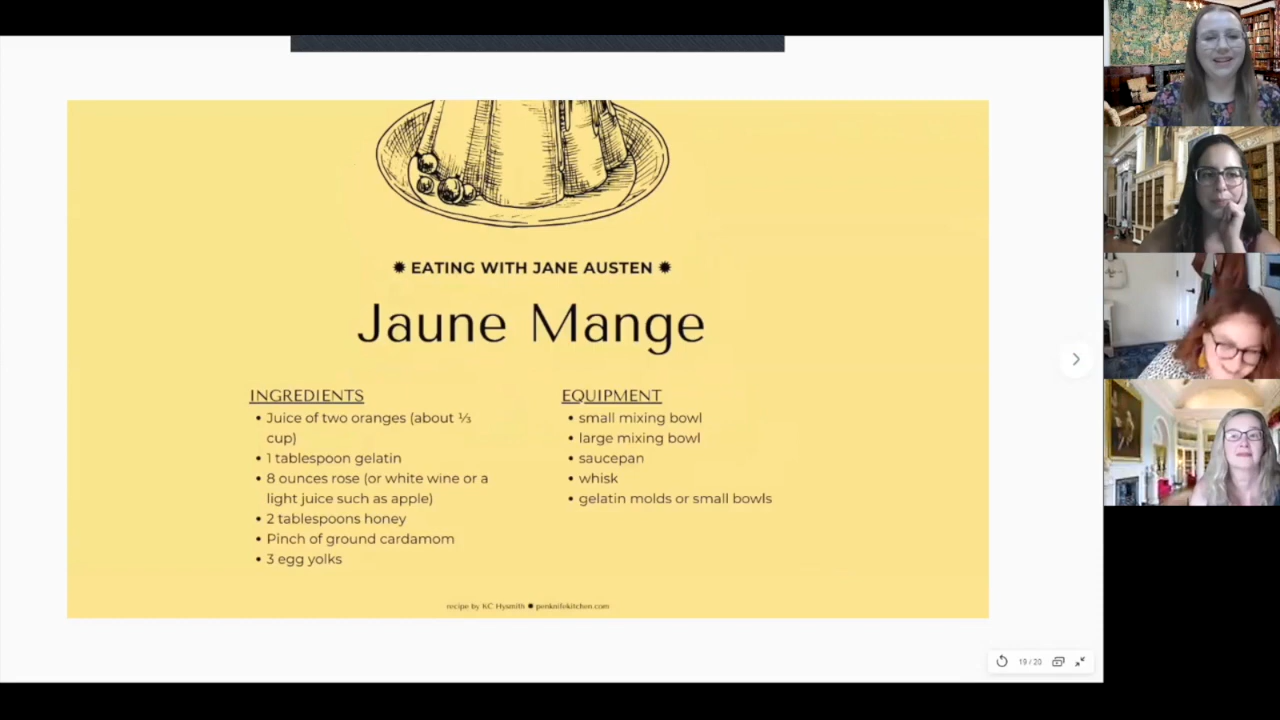 ✹ EATING WITH JANE AUSTEN ✹
Jaune Mange
INGREDIENTS
• Juice of two oranges (about ⅓
cup)
• 1 tablespoon gelatin
• 8 ounces rose (or white wine or a
light juice such as apple)
• 2 tablespoons honey
• Pinch of ground cardamom
• 3 egg yolks
EQUIPMENT
• small mixing bowl
• large mixing bowl
• saucepan
• whisk
• gelatin molds or small bowls
recipe by KC Hysmith ✹ penknifekitchen.com
19 / 20